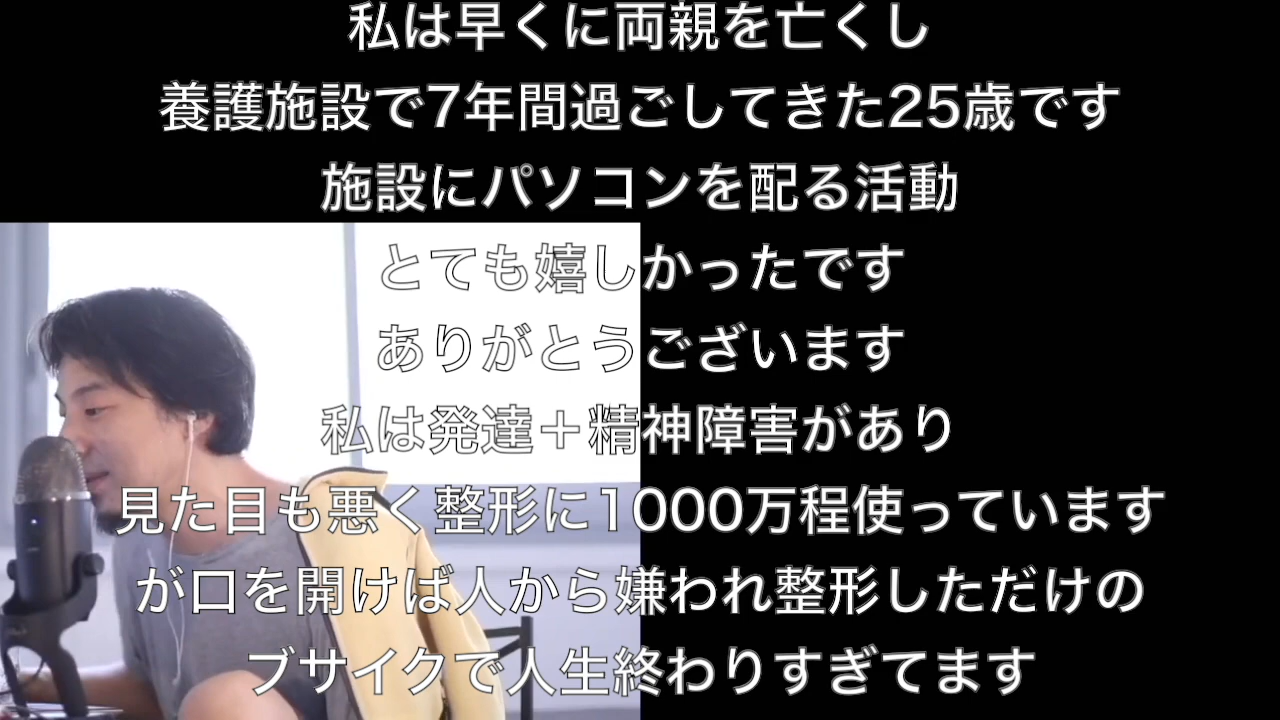 私は早くに両親を亡くし
養護施設で7年間過ごしてきた25歳です
施設にパソコンを配る活動
とても嬉しかったです
ありがとうございます
私は発達＋精神障害があり
見た目も悪く整形に1000万程使っています
が口を開けば人から嫌われ整形しただけの
ブサイクで人生終わりすぎてます